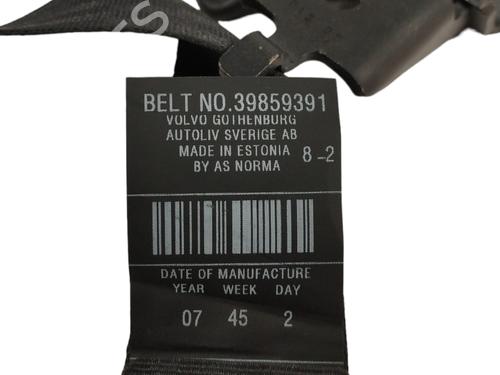 BELT NO.39859391
VOLVO GOTHENBURG
AUTOLIV SVERIGE AB
MADE IN ESTONIA 8-2
BY AS NORMA
DATE OF MANUFACTURE
YEAR WEEK DAY
07 45 2